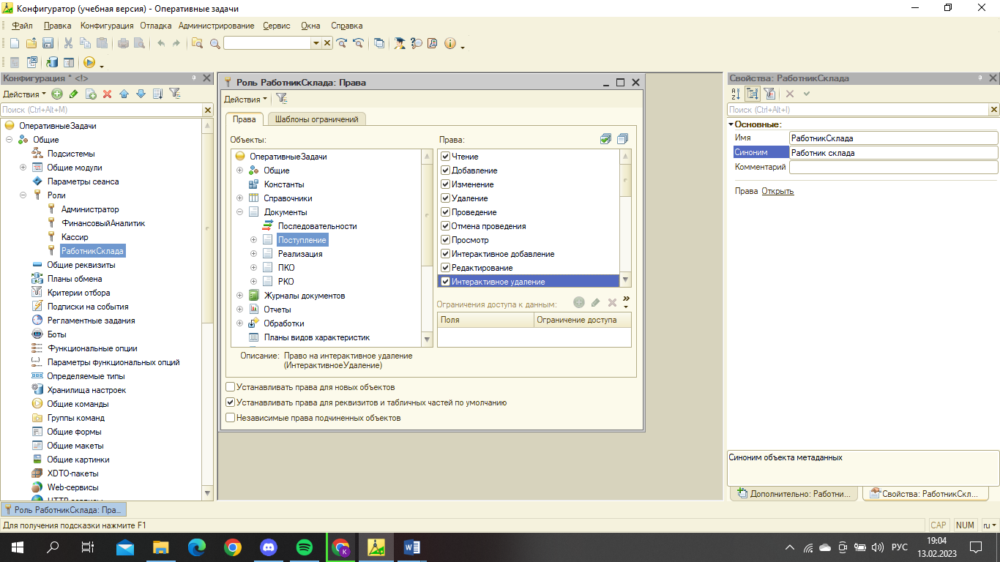 Конфигуратор (учебная версия) - Оперативные задачи
Файл Правка Конфигурация Отладка Администрирование Сервис Окна Справка
Конфигурация * <!>
Действия
Поиск (Ctrl+Alt+M)
ОперативныеЗадачи
Общие
Подсистемы
Общие модули
Параметры сеанса
Роли
Администратор
ФинансовыйАналитик
Кассир
РаботникСклада
Общие реквизиты
Планы обмена
Критерии отбора
Подписки на события
Регламентные задания
Боты
Функциональные опции
Параметры функциональных опций
Определяемые типы
Хранилища настроек
Общие команды
Группы команд
Общие формы
Общие макеты
Общие картинки
XDTO-пакеты
Web-сервисы
HTTP-сервисы
Роль РаботникСклада: Права
Действия
Права Шаблоны ограничений
Объекты:
ОперативныеЗадачи
Общие
Константы
Справочники
Документы
Последовательности
Поступление
Реализация
ПКО
РКО
Журналы документов
Отчеты
Обработки
Планы видов характеристик
Права:
Чтение
Добавление
Изменение
Удаление
Проведение
Отмена проведения
Просмотр
Интерактивное добавление
Редактирование
Интерактивное удаление
Ограничения доступа к данным:
Поля Ограничение доступа
Описание: Право на интерактивное удаление
(ИнтерактивноеУдаление)
Устанавливать права для новых объектов
Устанавливать права для реквизитов и табличных частей по умолчанию
Независимые права подчиненных объектов
Свойства: РаботникСклада
Поиск (Ctrl+Alt+I)
Основные:
Имя РаботникСклада
Синоним Работник склада
Комментарий
Права Открыть
Синоним объекта метаданных
Дополнительно: Работни... Свойства: РаботникСкл...
Роль РаботникСклада: Пра...
Для получения подсказки нажмите F1
CAP NUM ru
РУС
19:04
13.02.2023